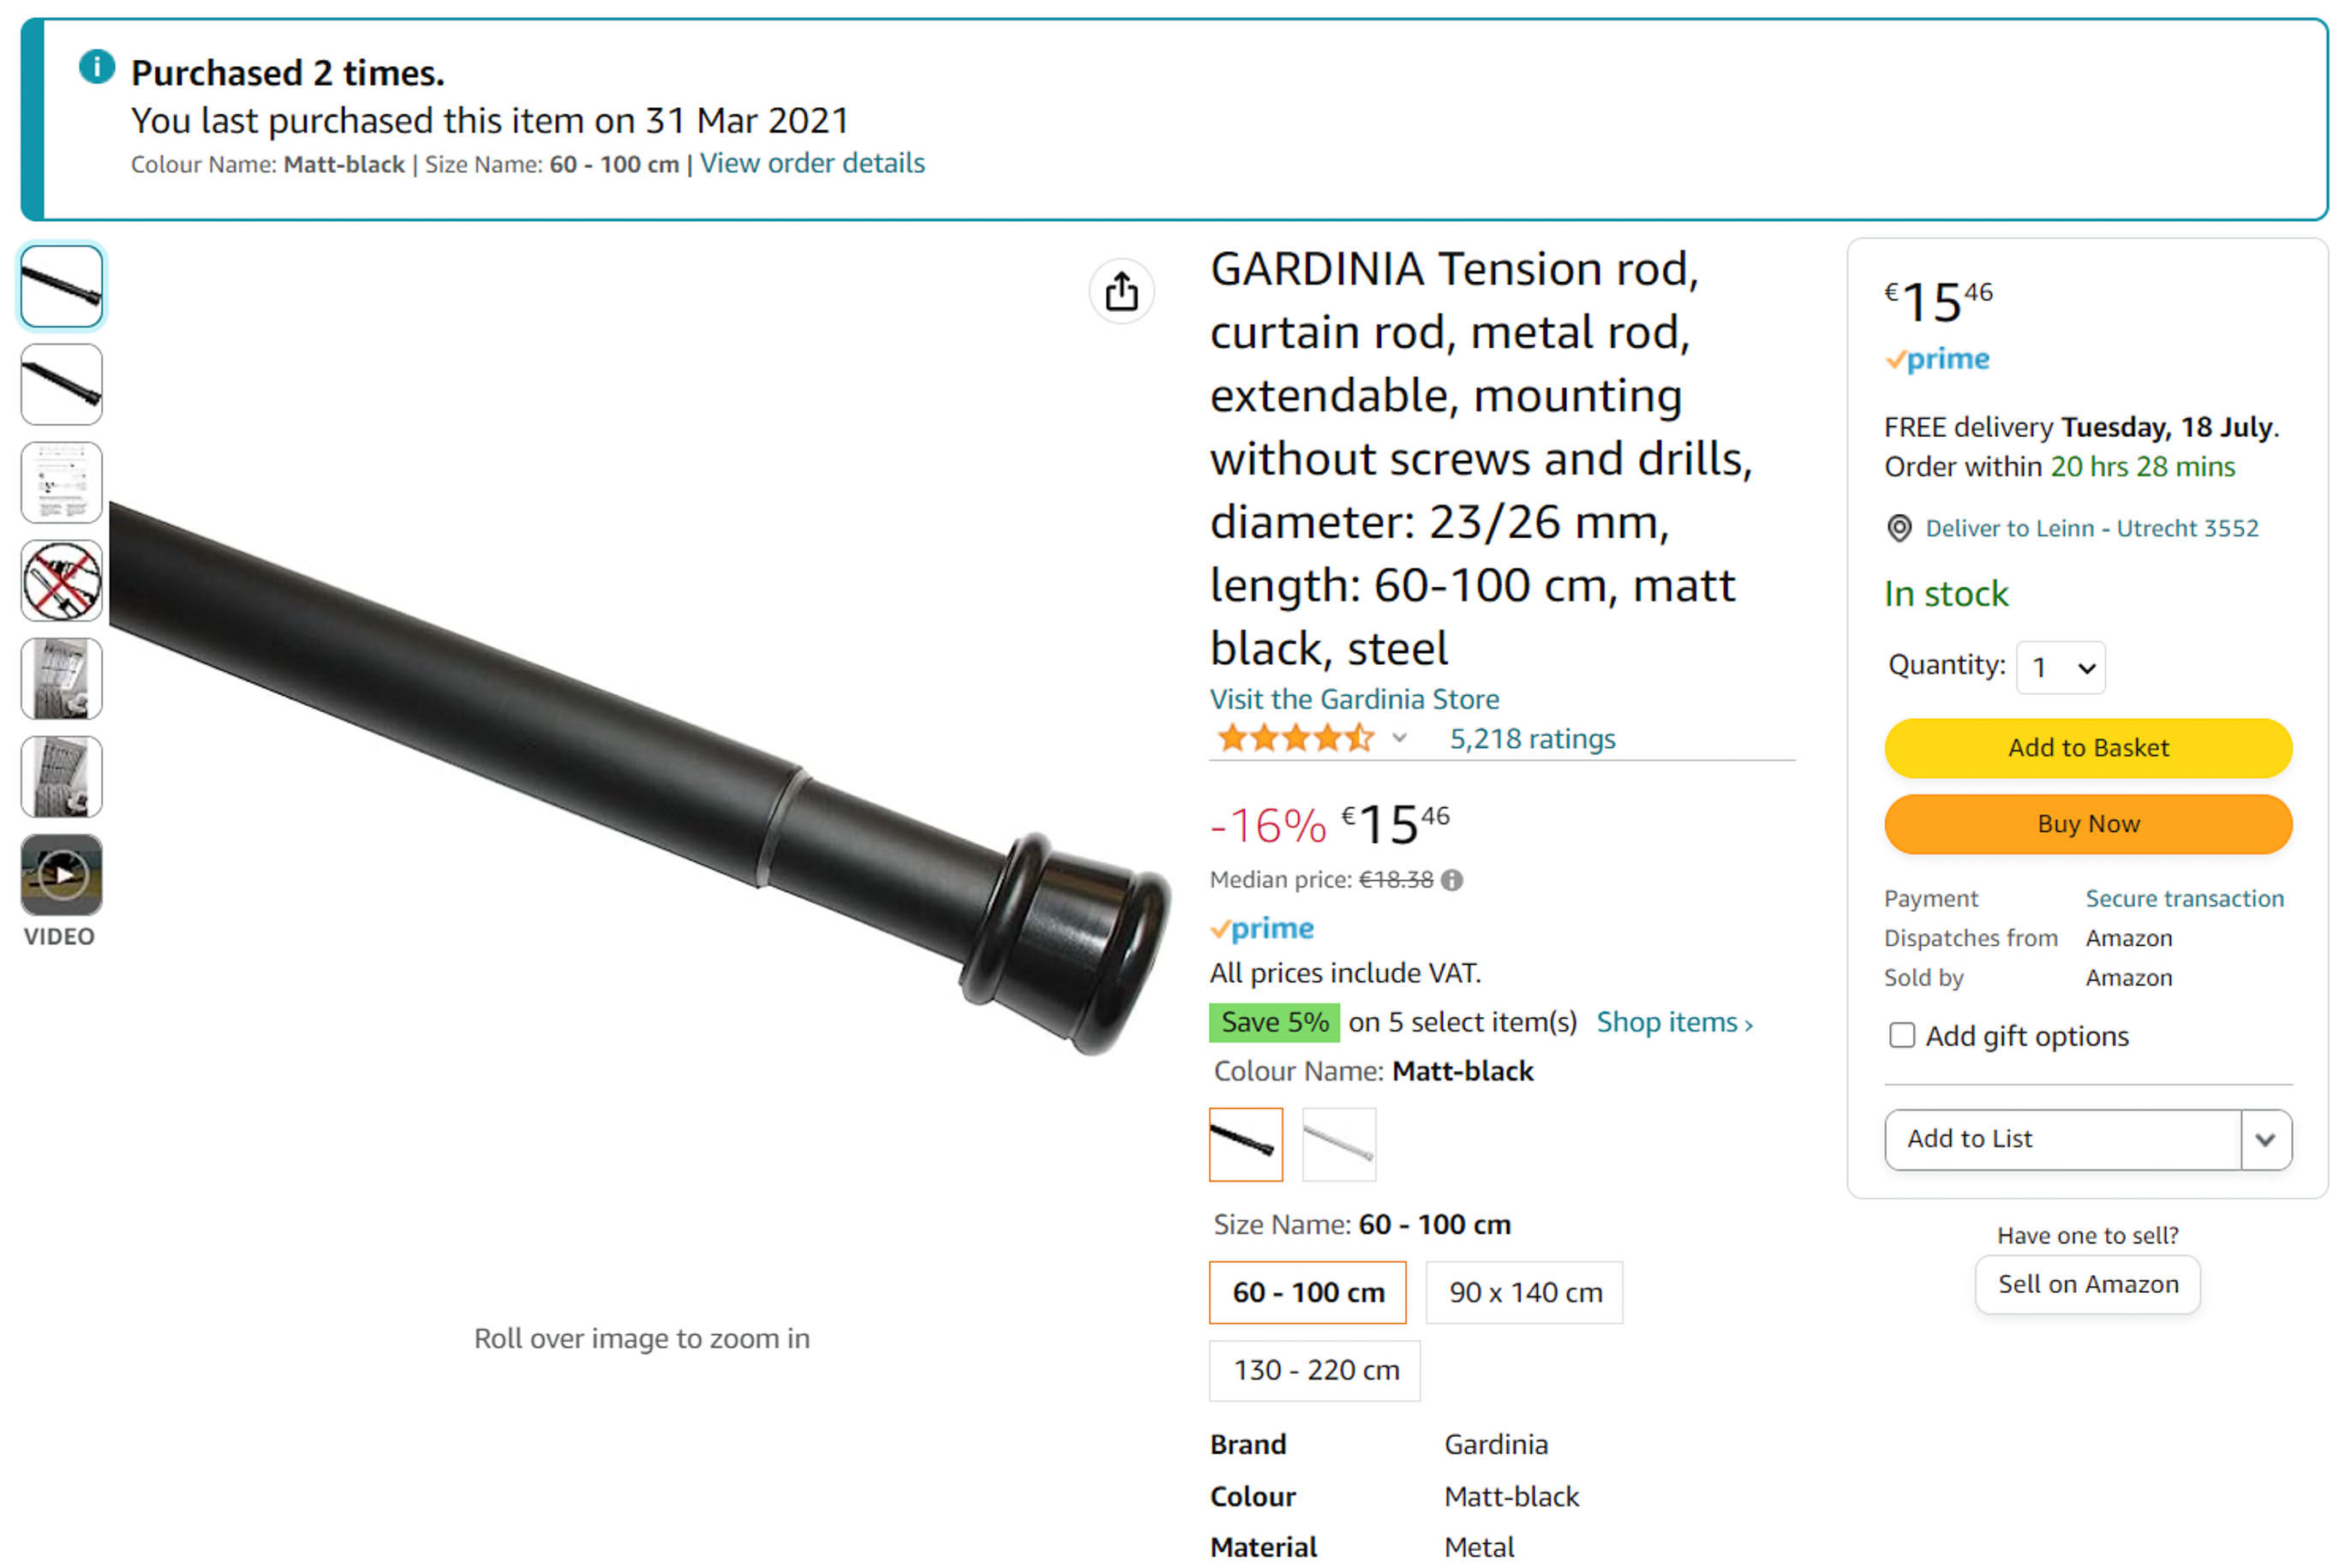 Purchased 2 times.
You last purchased this item on 31 Mar 2021
Colour Name: Matt-black | Size Name: 60 - 100 cm | View order details
VIDEO
Roll over image to zoom in
GARDINIA Tension rod,
curtain rod, metal rod,
extendable, mounting
without screws and drills,
diameter: 23/26 mm,
length: 60-100 cm, matt
black, steel
Visit the Gardinia Store
5,218 ratings
-16% €15 46
Median price: €18.38
prime
All prices include VAT.
Save 5% on 5 select item(s) Shop items ›
Colour Name: Matt-black
Size Name: 60 - 100 cm
60 - 100 cm 90 x 140 cm
130 - 220 cm
Brand Gardinia
Colour Matt-black
Material Metal
€15 46
prime
FREE delivery Tuesday, 18 July.
Order within 20 hrs 28 mins
Deliver to Leinn - Utrecht 3552
In stock
Quantity: 1
Add to Basket
Buy Now
Payment Secure transaction
Dispatches from Amazon
Sold by Amazon
Add gift options
Add to List
Have one to sell?
Sell on Amazon